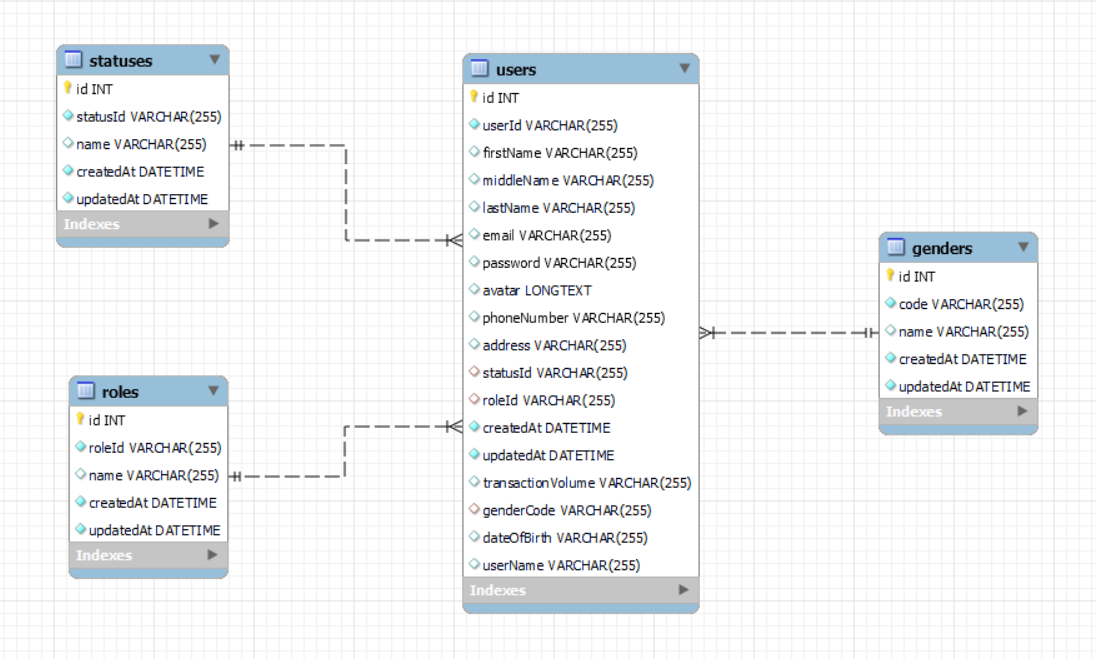 statuses
id INT
statusId VARCHAR(255)
name VARCHAR(255)
createdAt DATETIME
updatedAt DATETIME
Indexes
roles
id INT
roleId VARCHAR(255)
name VARCHAR(255)
createdAt DATETIME
updatedAt DATETIME
Indexes
users
id INT
userId VARCHAR(255)
firstName VARCHAR(255)
middleName VARCHAR(255)
lastName VARCHAR(255)
email VARCHAR(255)
password VARCHAR(255)
avatar LONGTEXT
phoneNumber VARCHAR(255)
address VARCHAR(255)
statusId VARCHAR(255)
roleId VARCHAR(255)
createdAt DATETIME
updatedAt DATETIME
transactionVolume VARCHAR(255)
genderCode VARCHAR(255)
dateOfBirth VARCHAR(255)
userName VARCHAR(255)
Indexes
genders
id INT
code VARCHAR(255)
name VARCHAR(255)
createdAt DATETIME
updatedAt DATETIME
Indexes